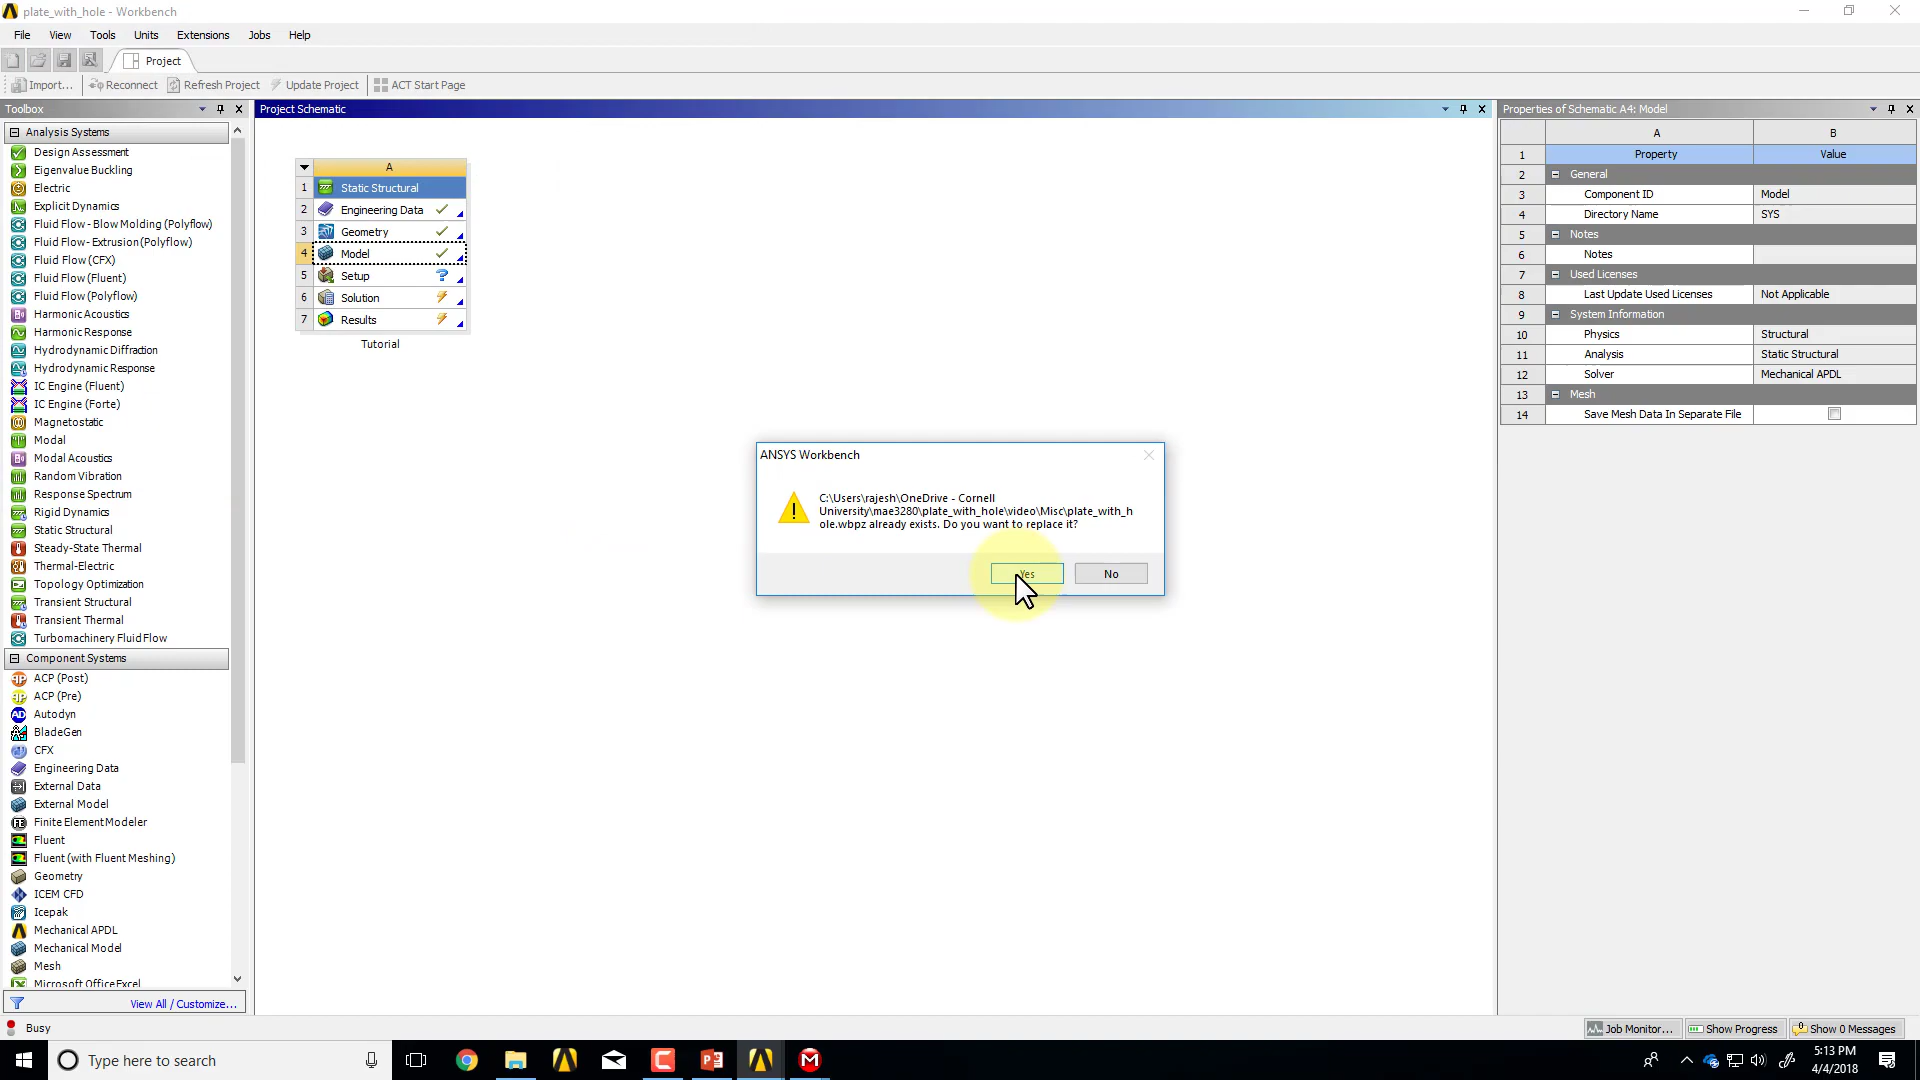 plate_with_hole - Workbench
File View Tools Units Extensions Jobs Help
Project
Import... Reconnect Refresh Project Update Project ACT Start Page
Toolbox
Analysis Systems
Design Assessment
Eigenvalue Buckling
Electric
Explicit Dynamics
Fluid Flow - Blow Molding (Polyflow)
Fluid Flow- Extrusion (Polyflow)
Fluid Flow (CFX)
Fluid Flow (Fluent)
Fluid Flow (Polyflow)
Harmonic Acoustics
Harmonic Response
Hydrodynamic Diffraction
Hydrodynamic Response
IC Engine (Fluent)
IC Engine (Forte)
Magnetostatic
Modal
Modal Acoustics
Random Vibration
Response Spectrum
Rigid Dynamics
Static Structural
Steady-State Thermal
Thermal-Electric
Topology Optimization
Transient Structural
Transient Thermal
Turbomachinery Fluid Flow
Component Systems
ACP (Post)
ACP (Pre)
Autodyn
BladeGen
CFX
Engineering Data
External Data
External Model
Finite Element Modeler
Fluent
Fluent (with Fluent Meshing)
Geometry
ICEM CFD
Icepak
Mechanical APDL
Mechanical Model
Mesh
Microsoft Office Excel
View All / Customize...
Project Schematic
A
1 Static Structural
2 Engineering Data
3 Geometry
4 Model
5 Setup
6 Solution
7 Results
Tutorial
ANSYS Workbench
C:\Users\rajesh\OneDrive - Cornell
University\mae3280\plate_with_hole\video\Misc\plate_with_h
ole.wbpz already exists. Do you want to replace it?
Yes No
Properties of Schematic A4: Model
A B
1 Property Value
2 General
3 Component ID Model
4 Directory Name SYS
5 Notes
6 Notes
7 Used Licenses
8 Last Update Used Licenses Not Applicable
9 System Information
10 Physics Structural
11 Analysis Static Structural
12 Solver Mechanical APDL
13 Mesh
14 Save Mesh Data In Separate File
Busy
Job Monitor... Show Progress Show 0 Messages
Type here to search
5:13 PM
4/4/2018